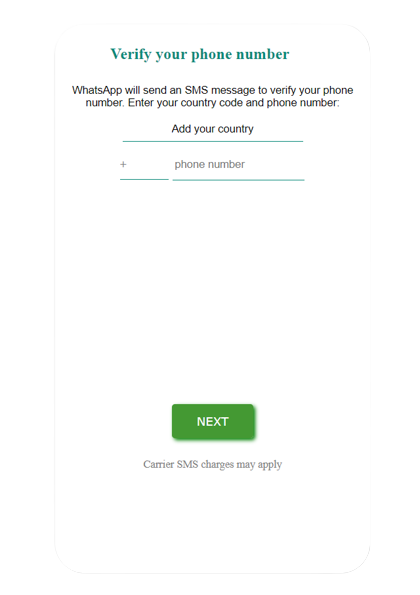 Verify your phone number
WhatsApp will send an SMS message to verify your phone
number. Enter your country code and phone number:
Add your country
+ phone number
NEXT
Carrier SMS charges may apply